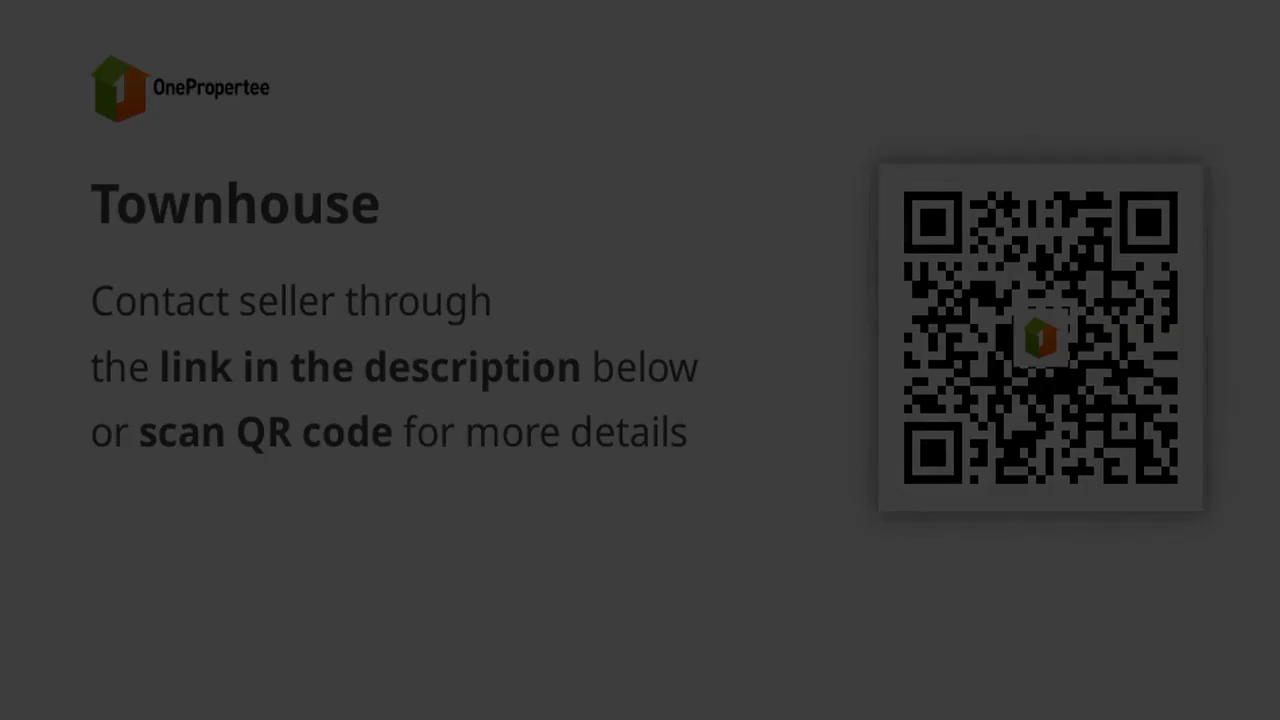 OnePropertee
Townhouse
Contact seller through
the link in the description below
or scan QR code for more details